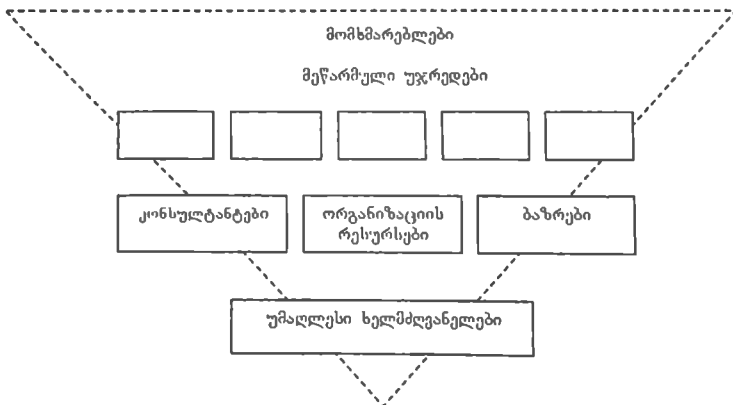 მომხმარებლები
მეწარმეული უჯრედები
კონსულტანტები
ორგანიზაციის
რესურსები
ბაზრები
უმაღლესი ხელმძღვანელები